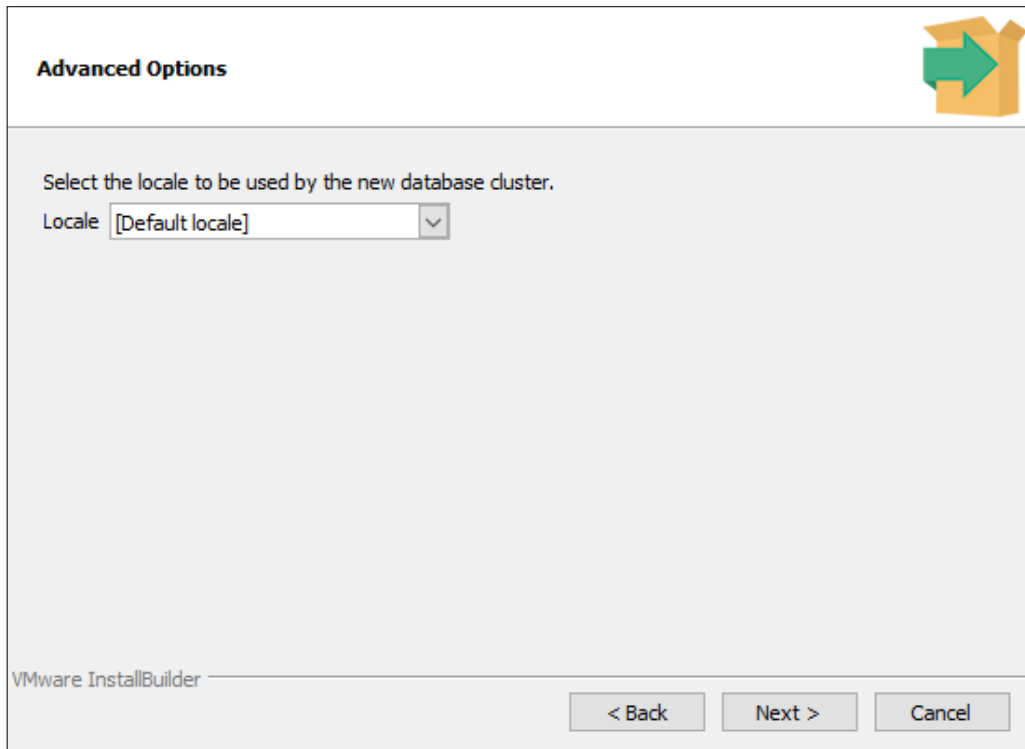 Advanced Options
Select the locale to be used by the new database cluster.
Locale [Default locale]
VMware InstallBuilder
< Back Next > Cancel